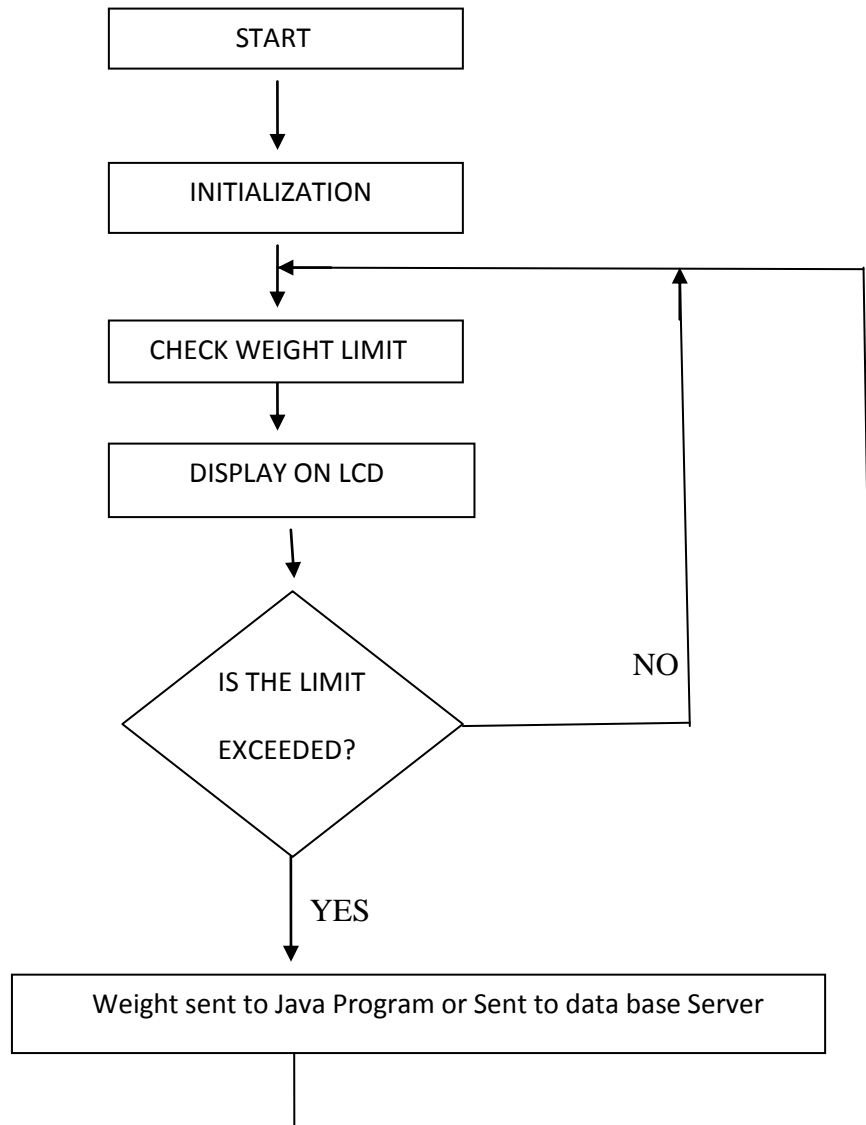 START
INITIALIZATION
CHECK WEIGHT LIMIT
DISPLAY ON LCD
IS THE LIMIT
EXCEEDED?
NO
YES
Weight sent to Java Program or Sent to data base Server